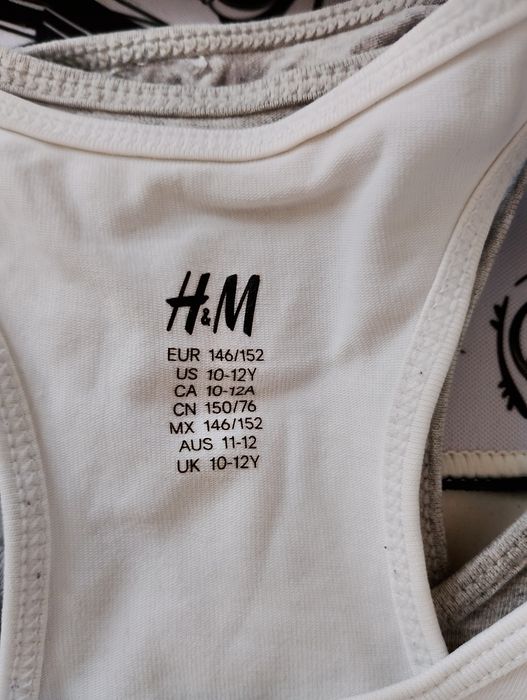 H&M
EUR 146/152
US 10-12Y
CA 10-12A
CN 150/76
MX 146/152
AUS 11-12
UK 10-12Y